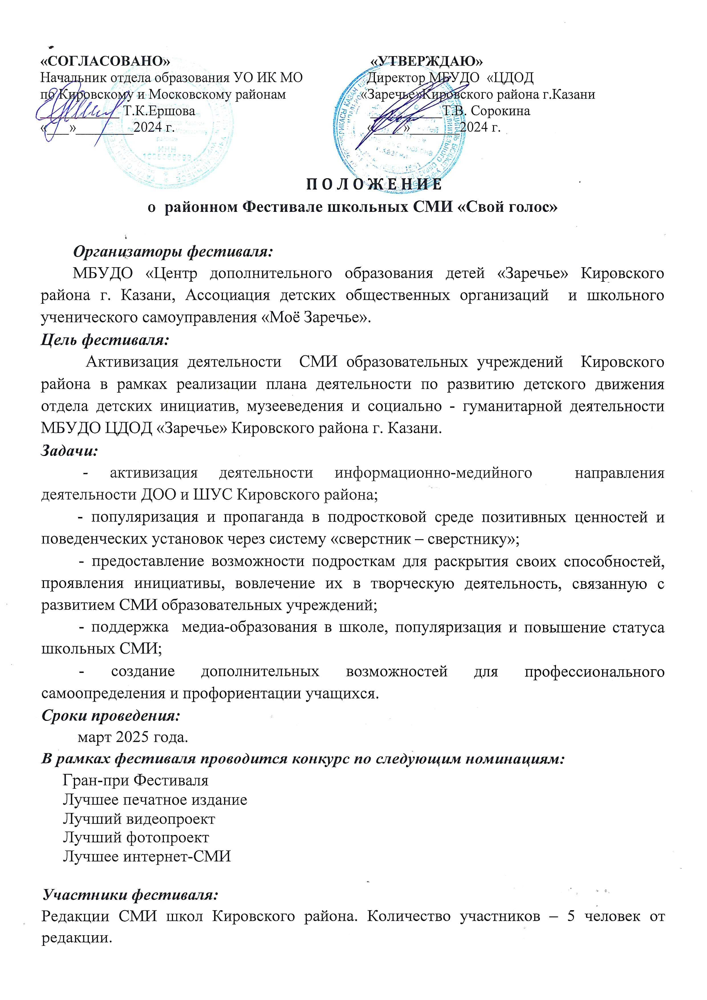 «СОГЛАСОВАНО»
Начальник отдела образования УО ИК МО
по Кировскому и Московскому районам
___________ Т.К.Ершова
«___»________2024 г.
«УТВЕРЖДАЮ»
Директор МБУДО «ЦДОД
«Заречье»Кировского района г.Казани
__________Т.В. Сорокина
«____»_______2024 г.
ИНН
г.Казани
П О Л О Ж Е Н И Е
о районном Фестивале школьных СМИ «Свой голос»
Организаторы фестиваля:
МБУДО «Центр дополнительного образования детей «Заречье» Кировского
района г. Казани, Ассоциация детских общественных организаций и школьного
ученического самоуправления «Моё Заречье».
Цель фестиваля:
Активизация деятельности СМИ образовательных учреждений Кировского
района в рамках реализации плана деятельности по развитию детского движения
отдела детских инициатив, музееведения и социально - гуманитарной деятельности
МБУДО ЦДОД «Заречье» Кировского района г. Казани.
Задачи:
- активизация деятельности информационно-медийного направления
деятельности ДОО и ШУС Кировского района;
- популяризация и пропаганда в подростковой среде позитивных ценностей и
поведенческих установок через систему «сверстник – сверстнику»;
- предоставление возможности подросткам для раскрытия своих способностей,
проявления инициативы, вовлечение их в творческую деятельность, связанную с
развитием СМИ образовательных учреждений;
- поддержка медиа-образования в школе, популяризация и повышение статуса
школьных СМИ;
- создание дополнительных возможностей для профессионального
самоопределения и профориентации учащихся.
Сроки проведения:
март 2025 года.
В рамках фестиваля проводится конкурс по следующим номинациям:
Гран-при Фестиваля
Лучшее печатное издание
Лучший видеопроект
Лучший фотопроект
Лучшее интернет-СМИ
Участники фестиваля:
Редакции СМИ школ Кировского района. Количество участников – 5 человек от
редакции.